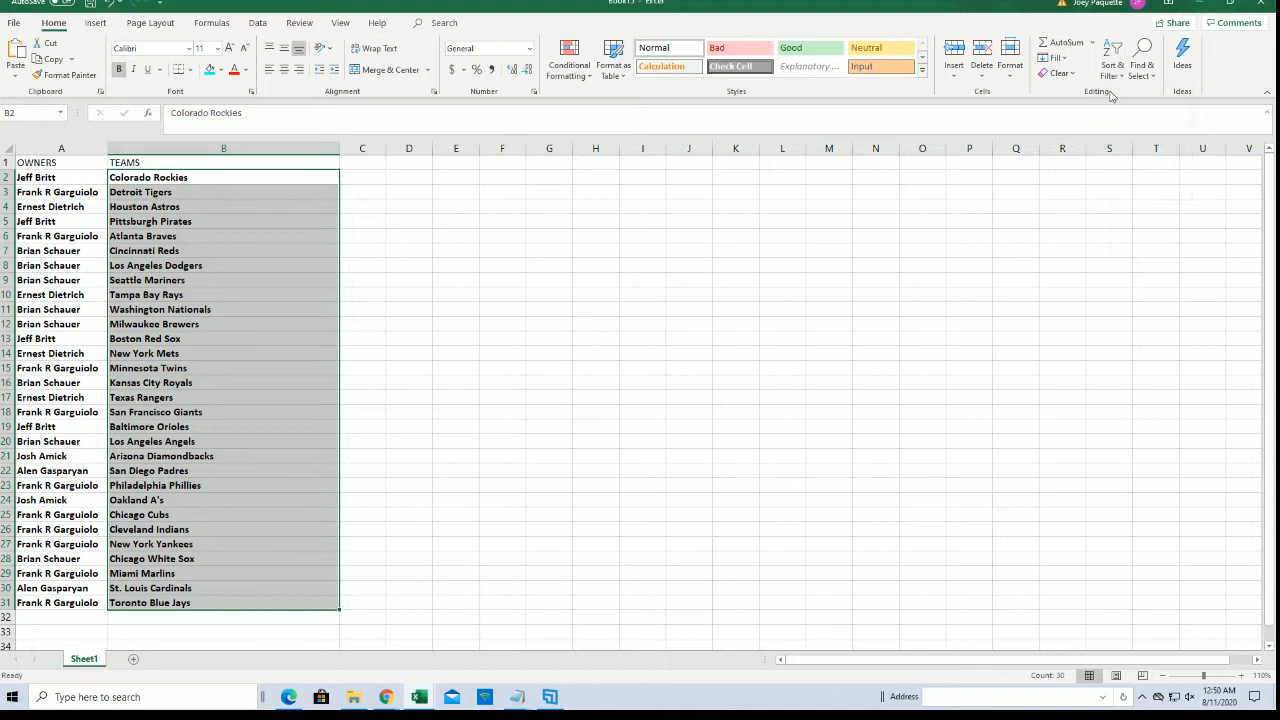 AutoSave
Book15 - Excel
Joey Paquette
File Home Insert Page Layout Formulas Data Review View Help Search Share Comments
Paste Cut Copy Format Painter Clipboard
Calibri 11 B Font
Wrap Text Merge & Center Alignment
General $ % Number
Conditional Formatting Format as Table
Normal Bad Good Neutral
Calculation Check Cell Explanatory ... Input
Styles
Insert Delete Format Cells
AutoSum Fill Clear Sort & Filter Find & Select Editing
Ideas Ideas
B2 fx Colorado Rockies
A B C D E F G H I J K L M N O P Q R S T U V
1 OWNERS TEAMS
2 Jeff Britt Colorado Rockies
3 Frank R Garguiolo Detroit Tigers
4 Ernest Dietrich Houston Astros
5 Jeff Britt Pittsburgh Pirates
6 Frank R Garguiolo Atlanta Braves
7 Brian Schauer Cincinnati Reds
8 Brian Schauer Los Angeles Dodgers
9 Brian Schauer Seattle Mariners
10 Ernest Dietrich Tampa Bay Rays
11 Brian Schauer Washington Nationals
12 Brian Schauer Milwaukee Brewers
13 Jeff Britt Boston Red Sox
14 Ernest Dietrich New York Mets
15 Frank R Garguiolo Minnesota Twins
16 Brian Schauer Kansas City Royals
17 Ernest Dietrich Texas Rangers
18 Frank R Garguiolo San Francisco Giants
19 Jeff Britt Baltimore Orioles
20 Brian Schauer Los Angeles Angels
21 Josh Amick Arizona Diamondbacks
22 Alen Gasparyan San Diego Padres
23 Frank R Garguiolo Philadelphia Phillies
24 Josh Amick Oakland A's
25 Frank R Garguiolo Chicago Cubs
26 Frank R Garguiolo Cleveland Indians
27 Frank R Garguiolo New York Yankees
28 Brian Schauer Chicago White Sox
29 Frank R Garguiolo Miami Marlins
30 Alen Gasparyan St. Louis Cardinals
31 Frank R Garguiolo Toronto Blue Jays
32
33
34
Sheet1
Ready Count: 30 110%
Type here to search Address 12:50 AM
8/11/2020